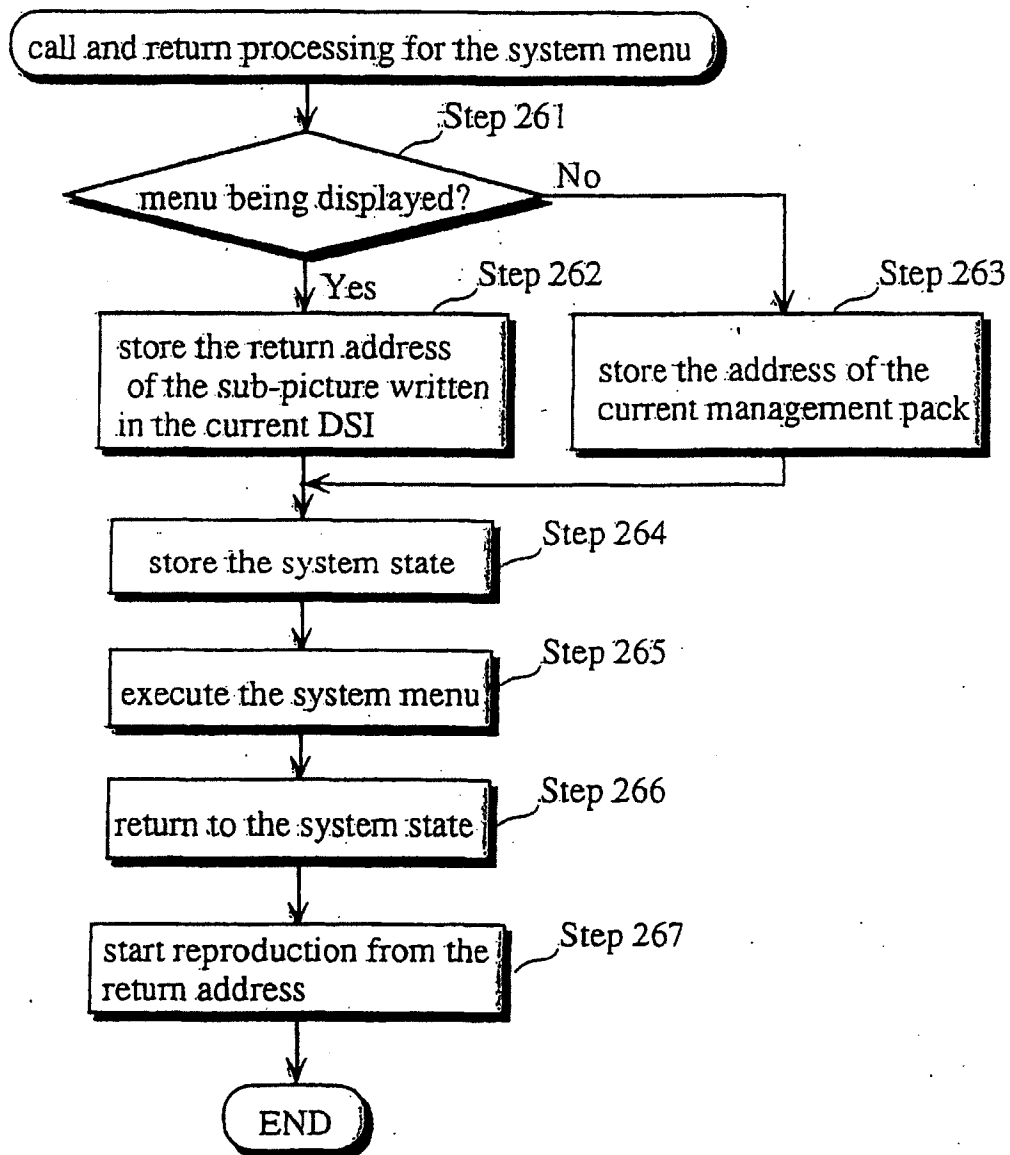 call and return processing for the system menu
Step 261
menu being displayed?
No
Yes
Step 262
Step 263
store the return address
of the sub-picture written
in the current DSI
store the address of the
current management pack
Step 264
store the system state
Step 265
execute the system menu
Step 266
return to the system state
Step 267
start reproduction from the
return address
END